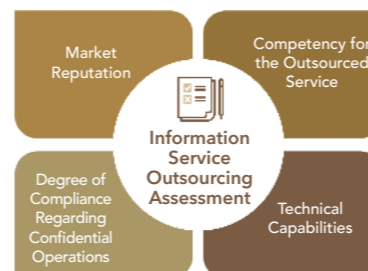 Market
Reputation
Competency for
the Outsourced
Service
Information
Service
Outsourcing
Assessment
Degree of
Compliance
Regarding
Confidential
Operations
Technical
Capabilities